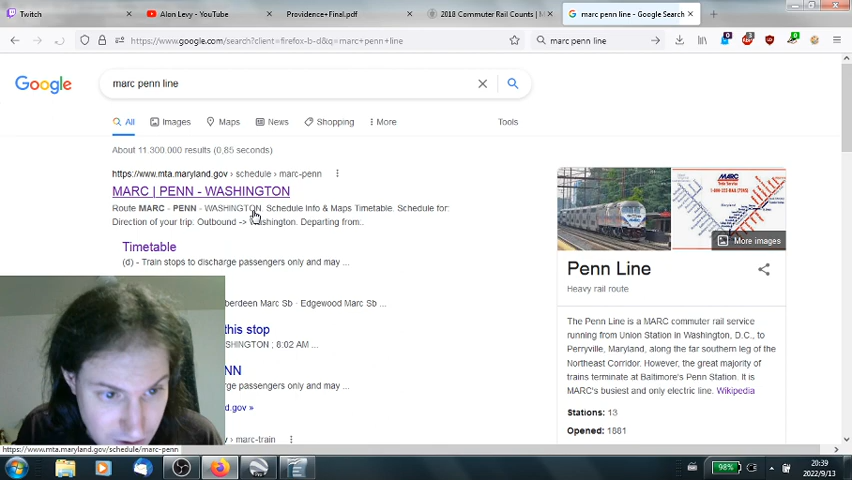 Twitch
Alon Levy - YouTube
Providence+Final.pdf
2018 Commuter Rail Counts | M
marc penn line - Google Search
https://www.google.com/search?client=firefox-b-d&q=marc+penn+line
marc penn line
Google
marc penn line
All
Images
Maps
News
Shopping
More
Tools
About 11.300.000 results (0,85 seconds)
https://www.mta.maryland.gov › schedule › marc-penn
MARC | PENN - WASHINGTON
Route MARC - PENN - WASHINGTON. Schedule Info & Maps Timetable. Schedule for:
Direction of your trip. Outbound -> Washington. Departing from..
Timetable
(d) - Train stops to discharge passengers only and may ...
berdeen Marc Sb · Edgewood Marc Sb ...
this stop
SHINGTON ; 8:02 AM ...
NN
rge passengers only and may ...
d.gov »
› marc-train
MARC
Train Service
More images
Penn Line
Heavy rail route
The Penn Line is a MARC commuter rail service
running from Union Station in Washington, D.C., to
Perryville, Maryland, along the far southern leg of the
Northeast Corridor. However, the great majority of
trains terminate at Baltimore's Penn Station. It is
MARC's busiest and only electric line. Wikipedia
Stations: 13
Opened: 1881
https://www.mta.maryland.gov/schedule/marc-penn
98%
20:39
2022/9/13